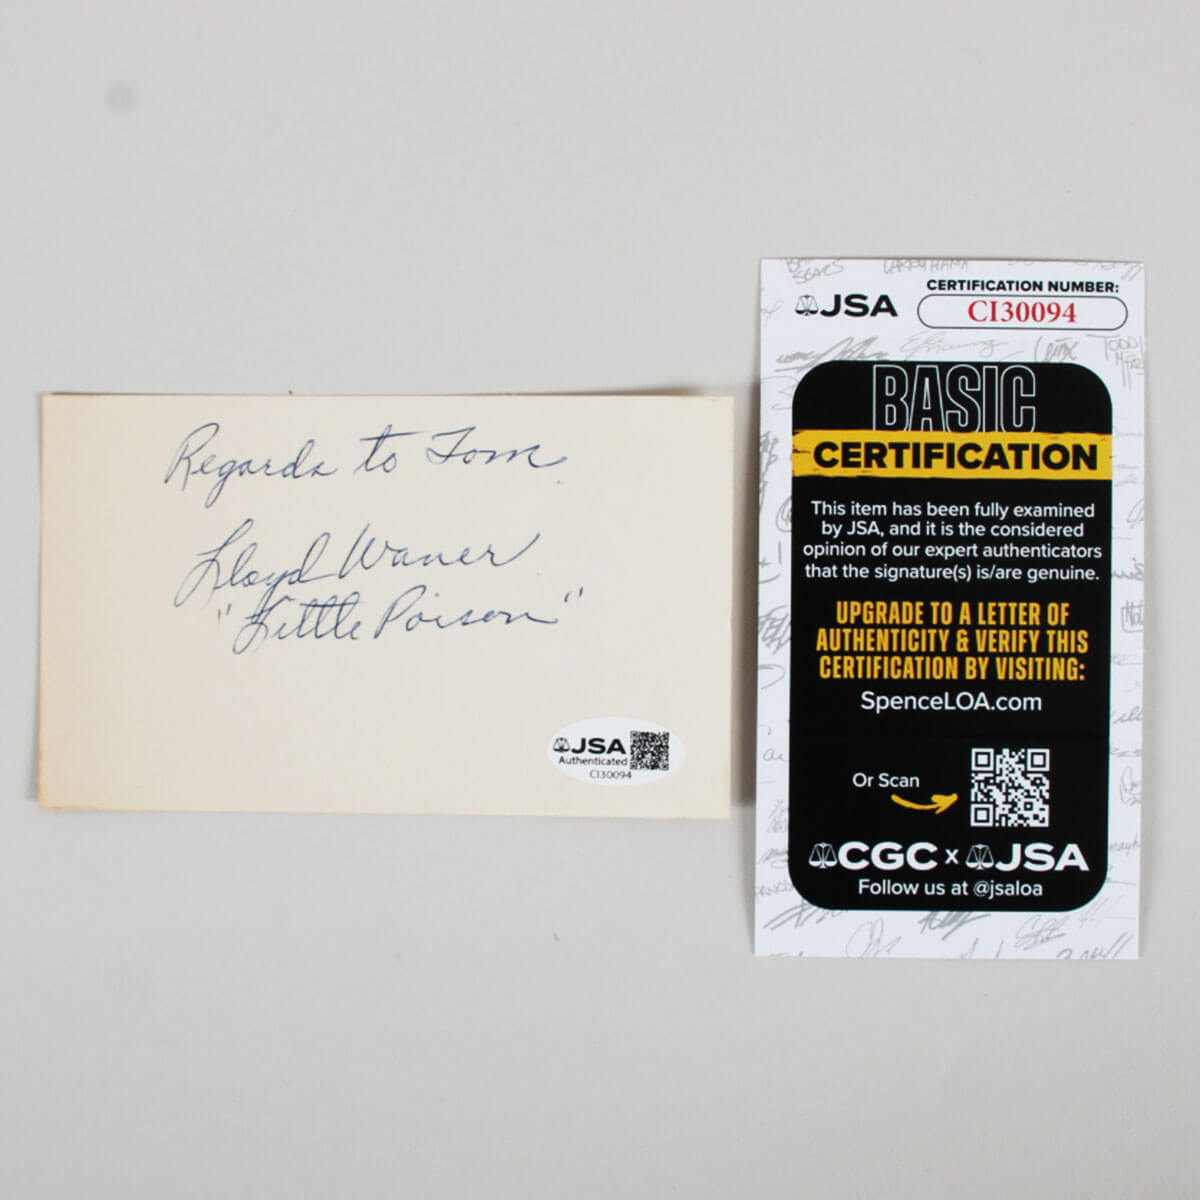 Regards to Tom.
Lloyd Waner
"Little Poison"
JSA
Authenticated
CI30094
JSA
CERTIFICATION NUMBER:
CI30094
BASIC
CERTIFICATION
This item has been fully examined
by JSA, and it is the considered
opinion of our expert authenticators
that the signature(s) is/are genuine.
UPGRADE TO A LETTER OF
AUTHENTICITY & VERIFY THIS
CERTIFICATION BY VISITING:
SpenceLOA.com
Or Scan
CGC x JSA
Follow us at @jsaloa